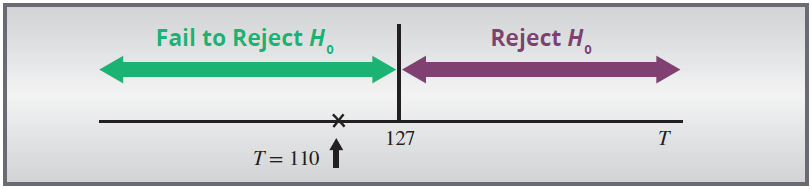 Fail to Reject H₀
Reject H₀
127
T
T = 110